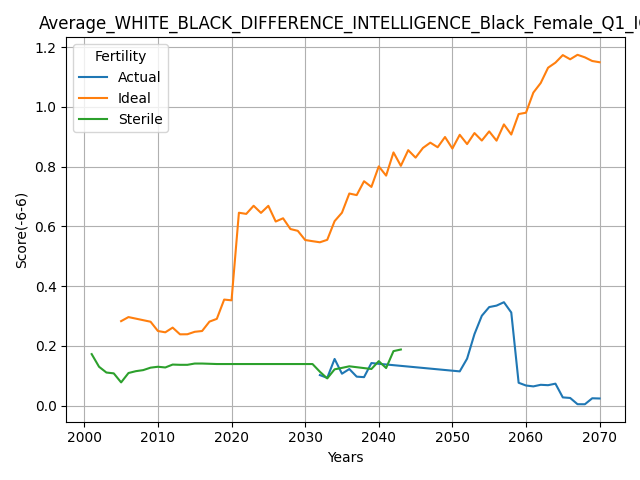 Average_WHITE_BLACK_DIFFERENCE_INTELLIGENCE_Black_Female_Q1_I
Fertility
Actual
Ideal
Sterile
Score(-6-6)
1.2
1.0
0.8
0.6
0.4
0.2
0.0
2000 2010 2020 2030 2040 2050 2060 2070
Years